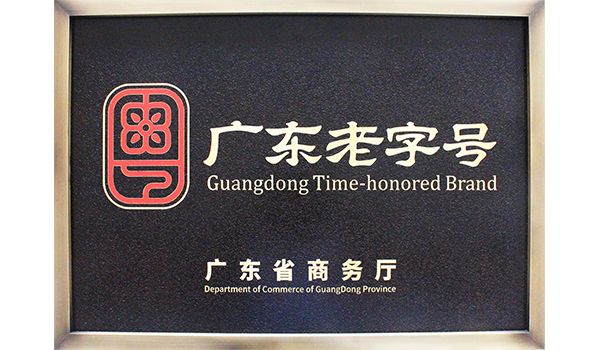 粤
广东老字号
Guangdong Time-honored Brand
广东省商务厅
Department of Commerce of GuangDong Province